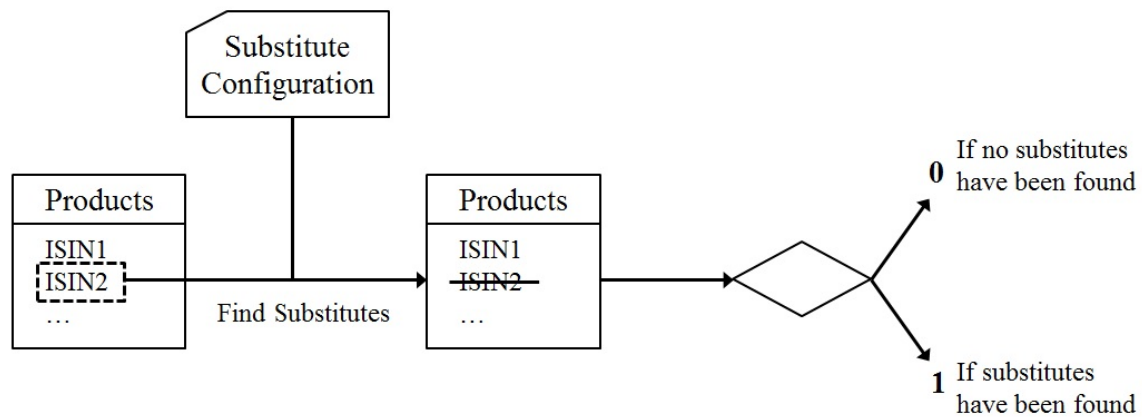 Substitute
Configuration
Products
ISIN1
ISIN2
…
Find Substitutes
Products
ISIN1
ISIN2
…
0 If no substitutes
have been found
1 If substitutes
have been found